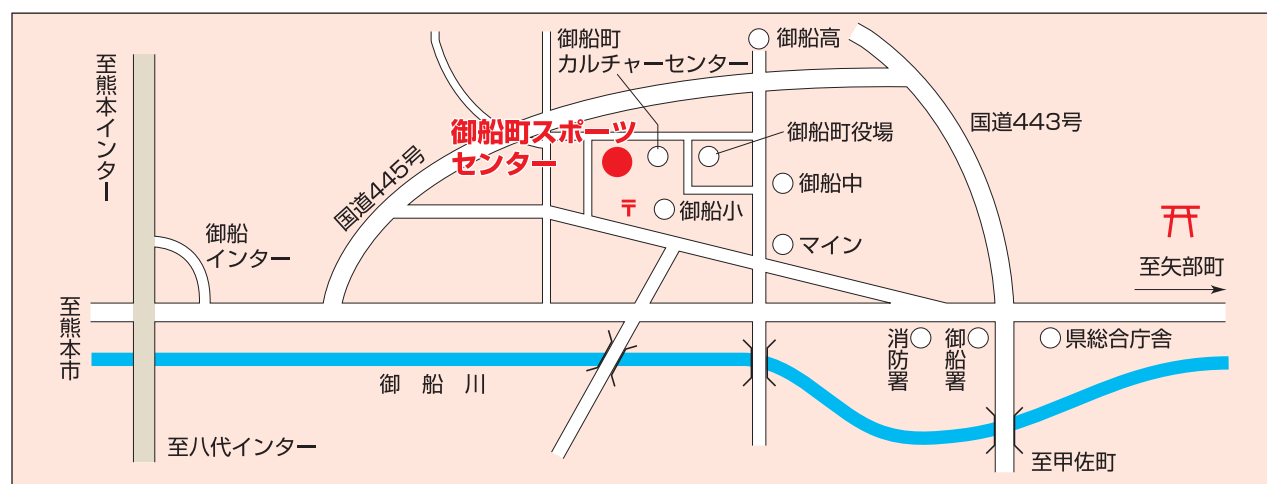 至熊本インター
御船町
カルチャーセンター
御船高
国道443号
御船町スポーツ
センター
御船町役場
国道445号
御船中
〒
御船小
御船
インター
マイン
至矢部町
至熊本市
消防署
御船署
県総合庁舎
御船川
至八代インター
至甲佐町